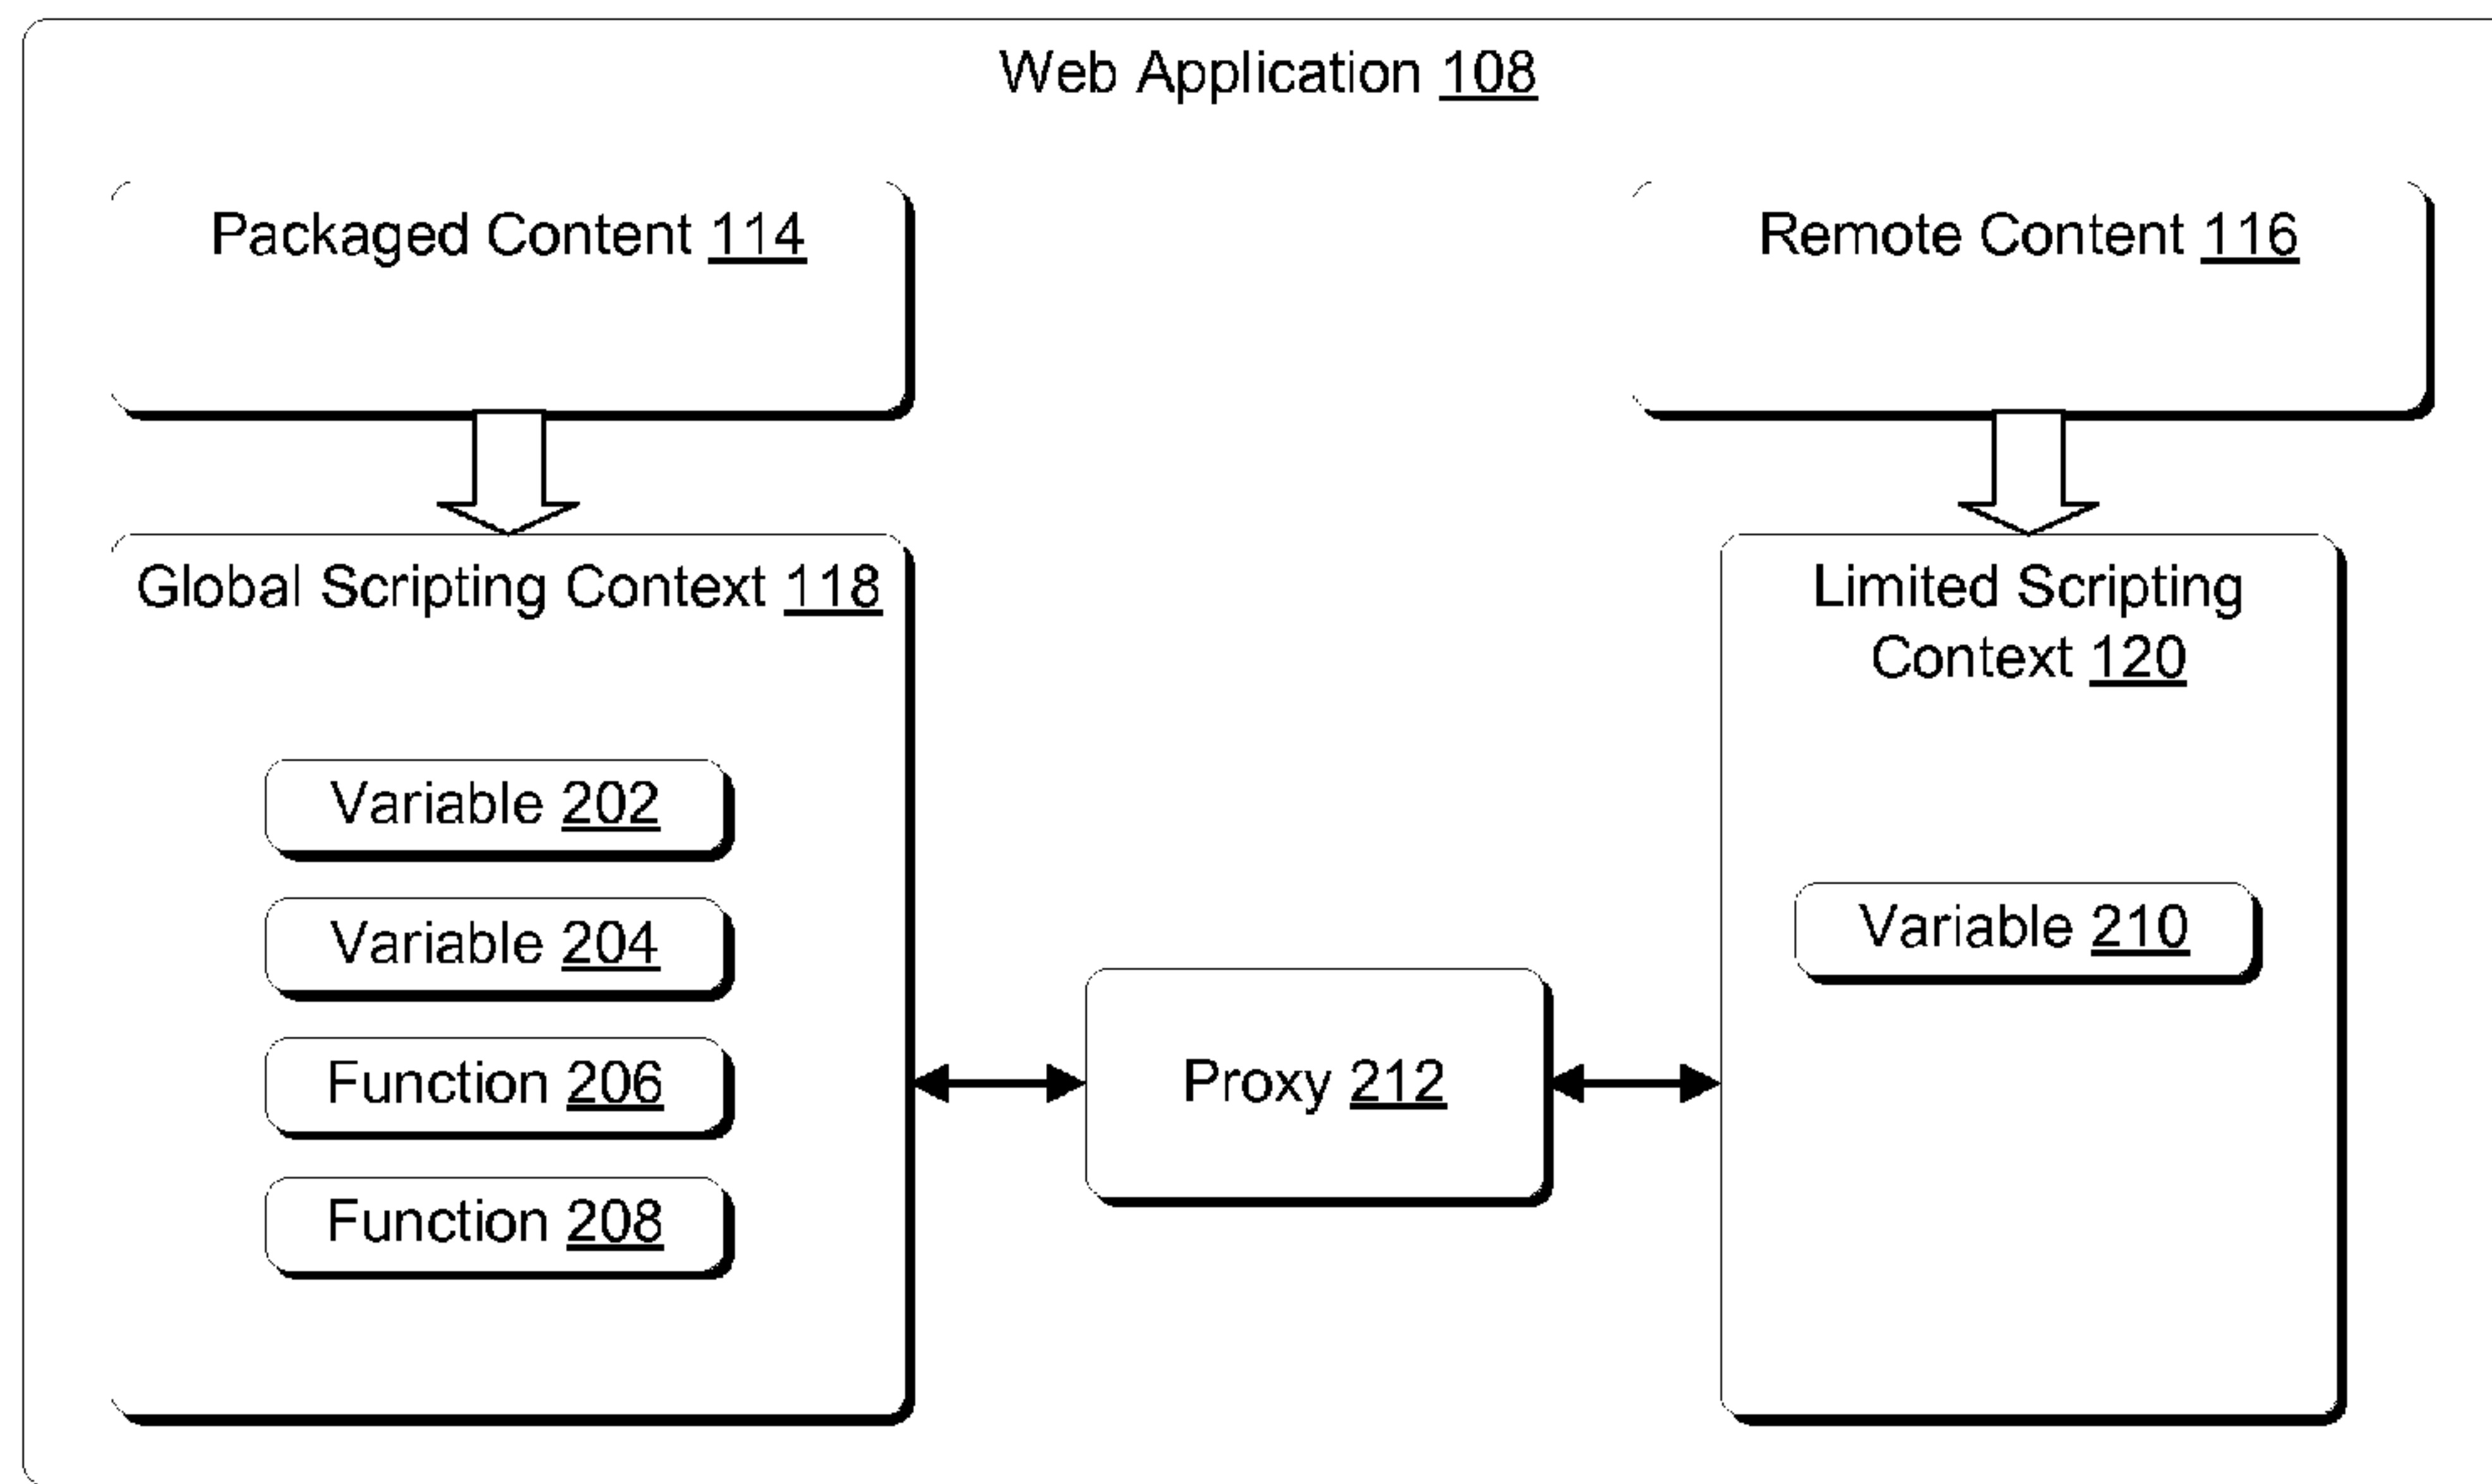 Web Application 108
Packaged Content 114
Remote Content 116
Global Scripting Context 118
Limited Scripting
Context 120
Variable 202
Variable 204
Function 206
Function 208
Proxy 212
Variable 210